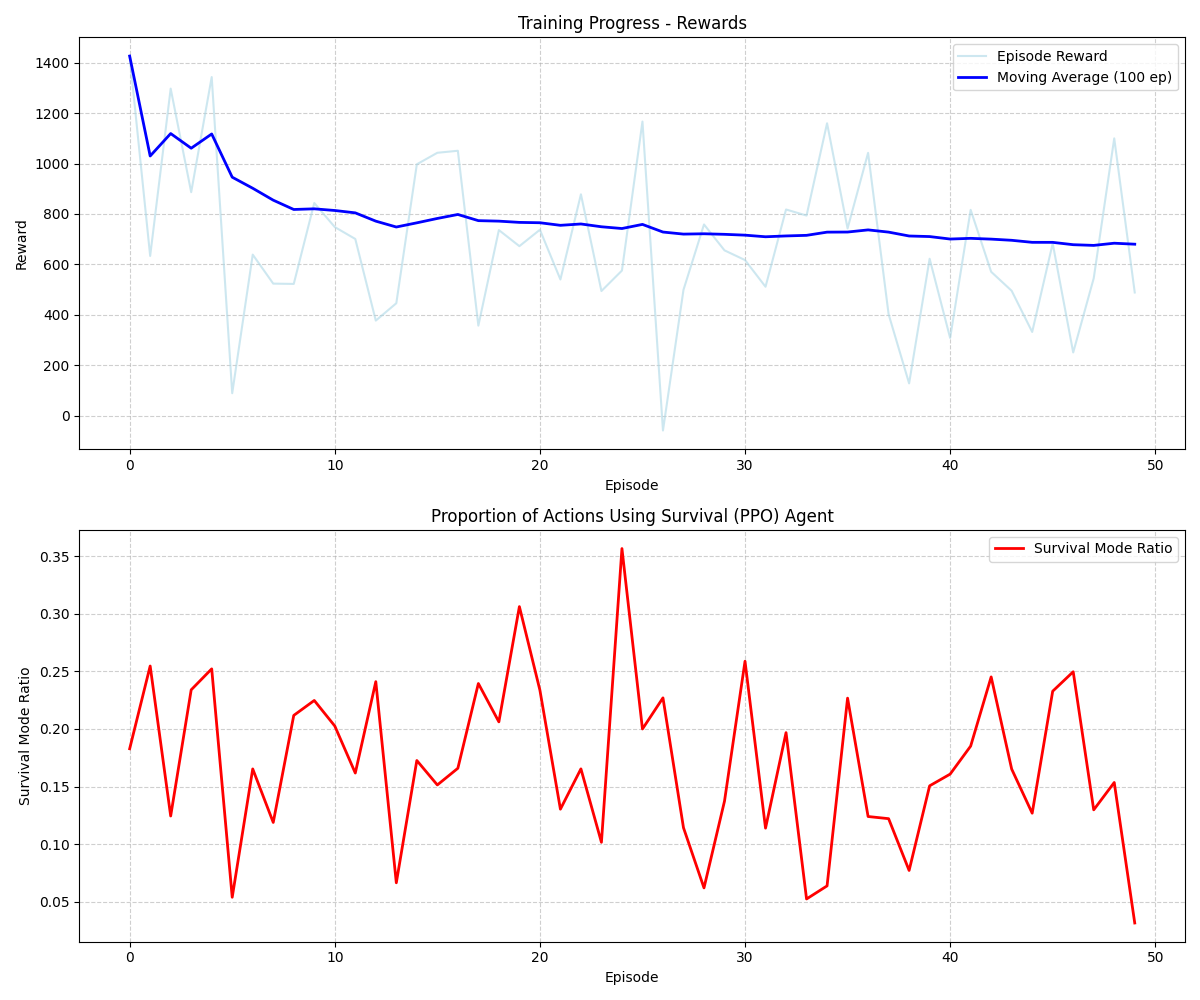 Training Progress - Rewards
Episode Reward
Moving Average (100 ep)
1400
1200
1000
800
600
400
200
0
Reward
0 10 20 30 40 50
Episode
Proportion of Actions Using Survival (PPO) Agent
Survival Mode Ratio
0.35
0.30
0.25
0.20
0.15
0.10
0.05
Survival Mode Ratio
0 10 20 30 40 50
Episode